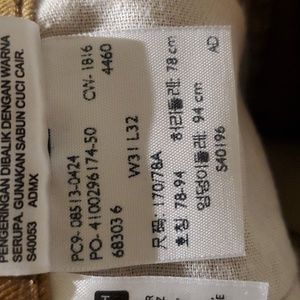 PENGERINGAN DIBALIK DENGAN WARNA
SERUPA. GUNAKAN SABUN CUCI CAIR.
S40053 ADMX
PC9- 08513-0424 CW- 1816
PO- 4100296174-50 4460
68303 6 W31 L32
尺码: 170/78A
호칭: 78-94 허리둘레: 78 cm
엉덩이둘레: 94 cm AD
S40196